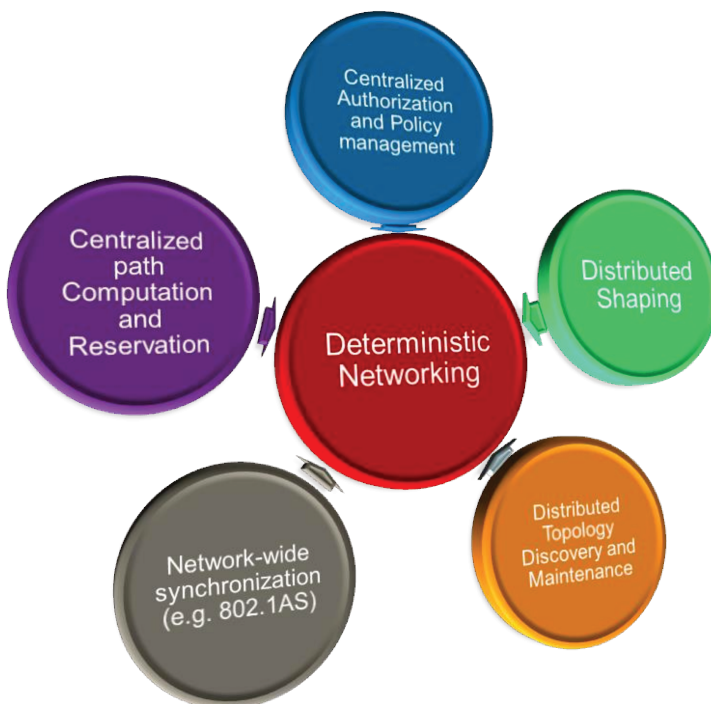 Centralized
Authorization
and Policy
management
Centralized
path
Computation
and
Reservation
Distributed
Shaping
Deterministic
Networking
Network-wide
synchronization
(e.g. 802.1AS)
Distributed
Topology
Discovery and
Maintenance